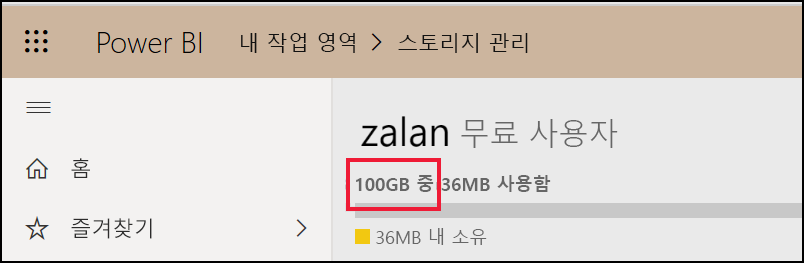 Power BI 내 작업 영역 > 스토리지 관리
zalan 무료 사용자
홈
100GB 중 36MB 사용함
즐겨찾기
36MB 내 소유